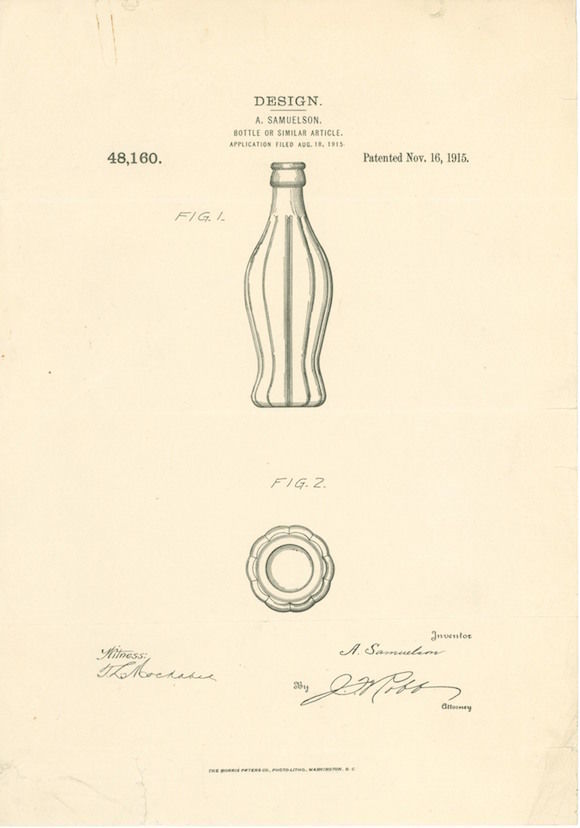 DESIGN.
A. SAMUELSON.
BOTTLE OR SIMILAR ARTICLE.
APPLICATION FILED AUG. 18, 1915.
48,160.
Patented Nov. 16, 1915.
FIG. 1.
FIG. 2.
Inventor
Witness:
A. Samuelson
By
Attorney
THE NORRIS PETERS CO., PHOTO-LITHO., WASHINGTON, D. C.